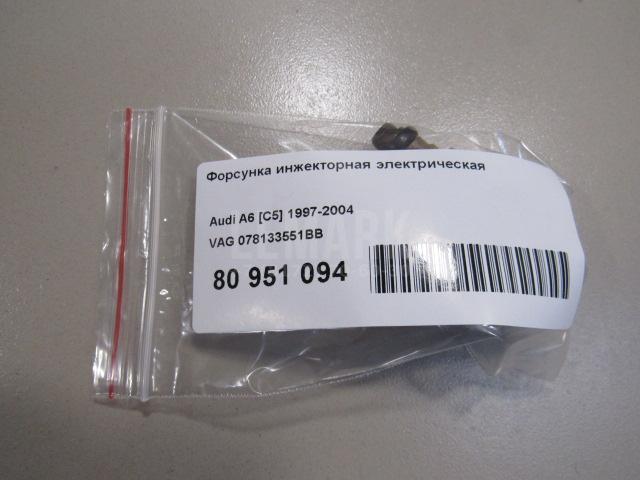 Форсунка инжекторная электрическая
Audi A6 [C5] 1997-2004
VAG 078133551BB
80 951 094